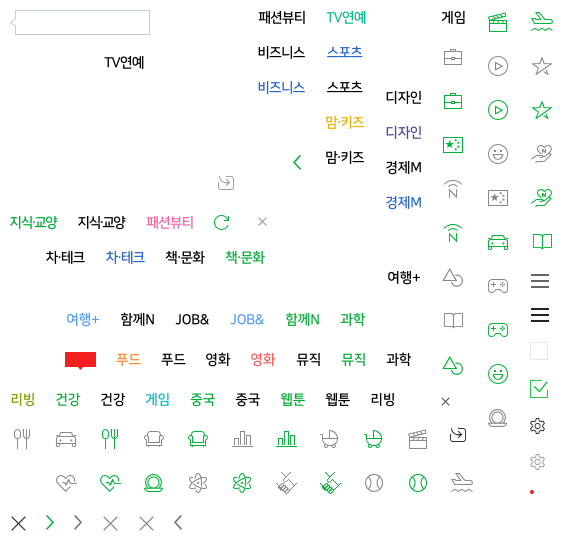 패션뷰티 TV연예 게임
TV연예 비즈니스 스포츠
비즈니스 스포츠
디자인
맘·키즈 디자인
맘·키즈 경제M
경제M
지식·교양 지식·교양 패션뷰티
차·테크 차·테크 책·문화 책·문화
여행+
여행+ 함께N JOB& JOB& 함께N 과학
푸드 푸드 영화 영화 뮤직 뮤직 과학
리빙 건강 건강 게임 중국 중국 웹툰 웹툰 리빙
N
N
N
N